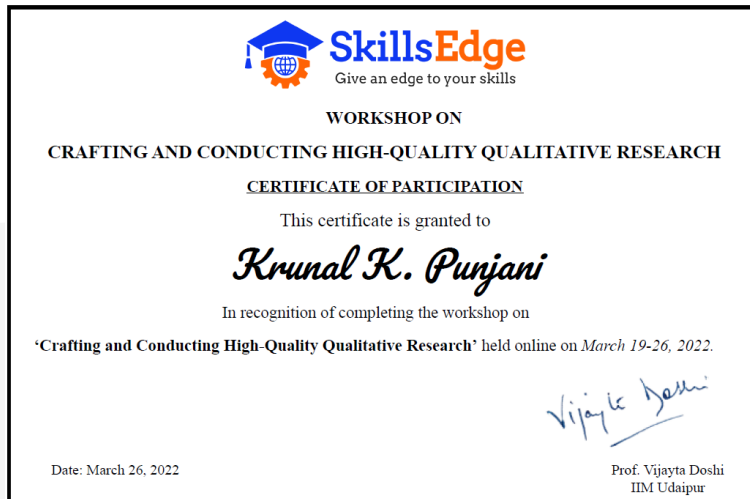 SkillsEdge
Give an edge to your skills
WORKSHOP ON
CRAFTING AND CONDUCTING HIGH-QUALITY QUALITATIVE RESEARCH
CERTIFICATE OF PARTICIPATION
This certificate is granted to
Krunal K. Punjani
In recognition of completing the workshop on
‘Crafting and Conducting High-Quality Qualitative Research’ held online on March 19-26, 2022.
Vijayta Doshi
Date: March 26, 2022
Prof. Vijayta Doshi
IIM Udaipur